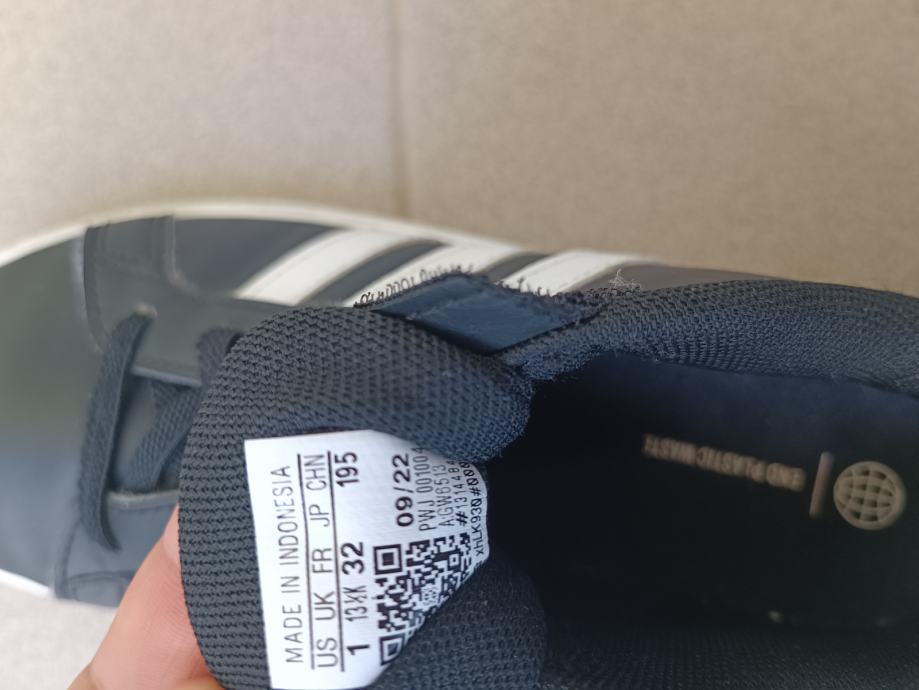 MADE IN INDONESIA
US UK FR JP CHN
1 13½K 32 195
09/22
PWJ 001004
AGW6513
END PLASTIC WASTE